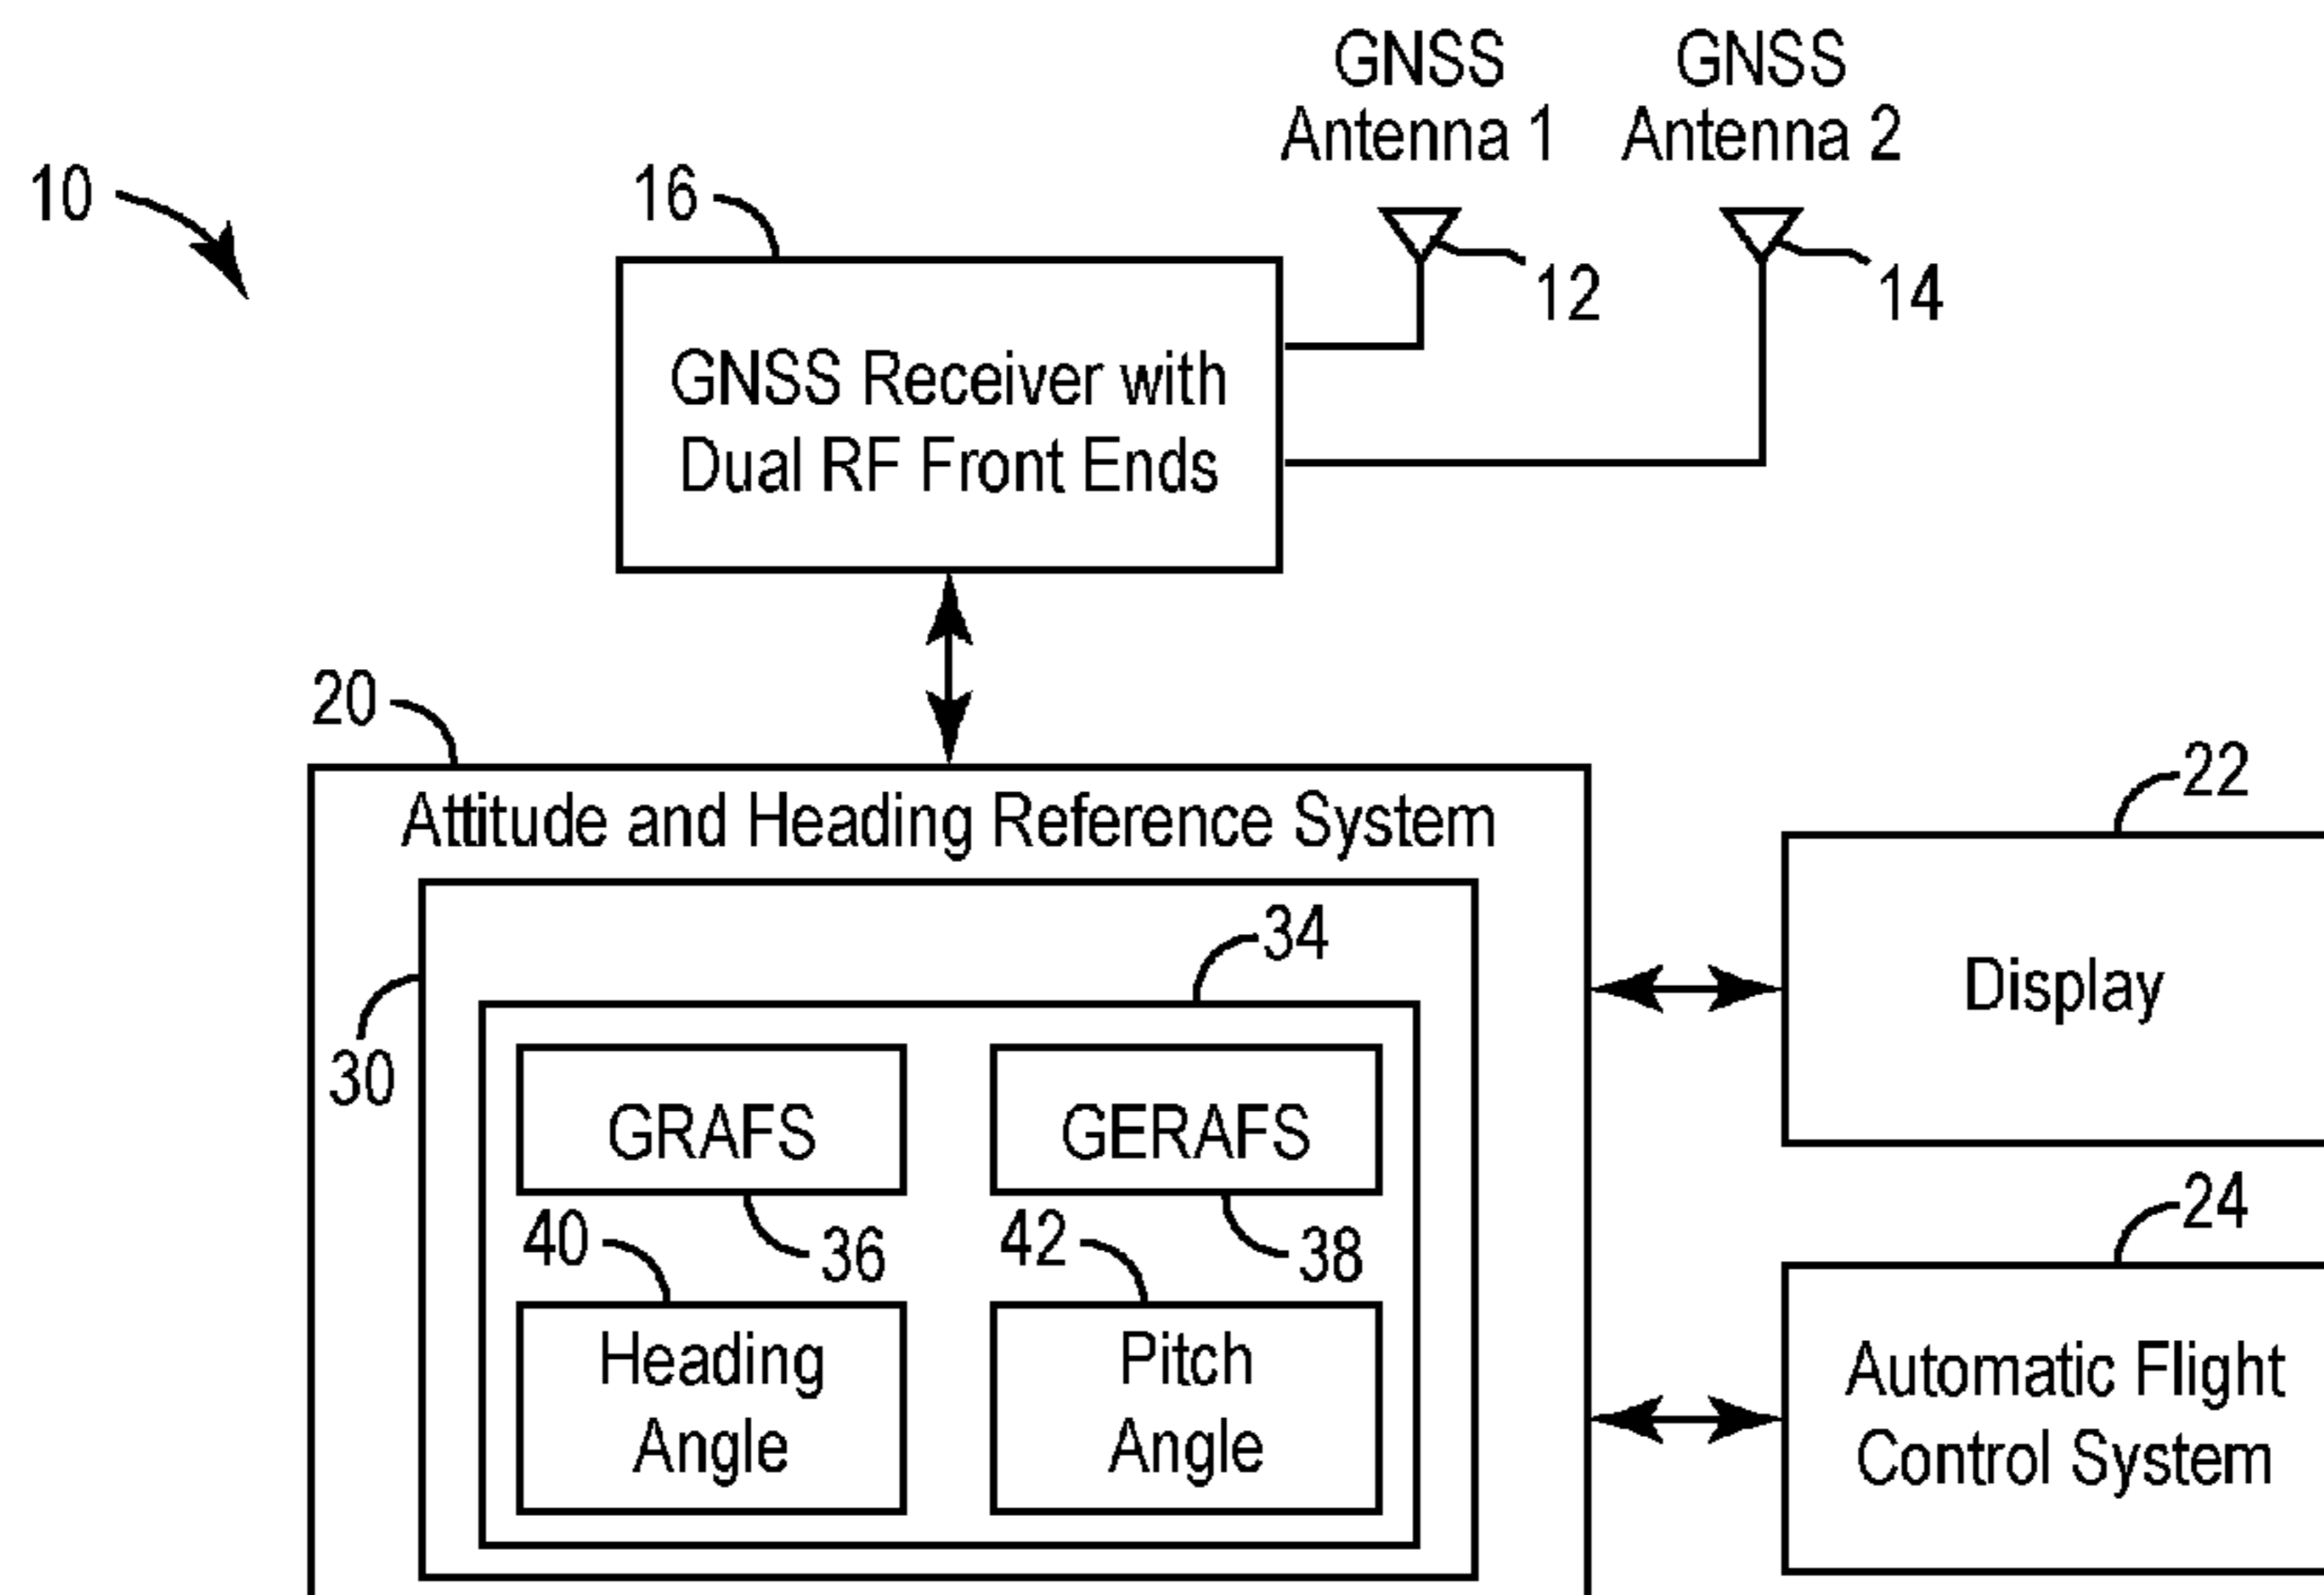 GNSS
Antenna 1
GNSS
Antenna 2
10
16
12
14
GNSS Receiver with
Dual RF Front Ends
20
Attitude and Heading Reference System
22
Display
34
30
GRAFS
GERAFS
36
38
40
42
Heading
Angle
Pitch
Angle
24
Automatic Flight
Control System